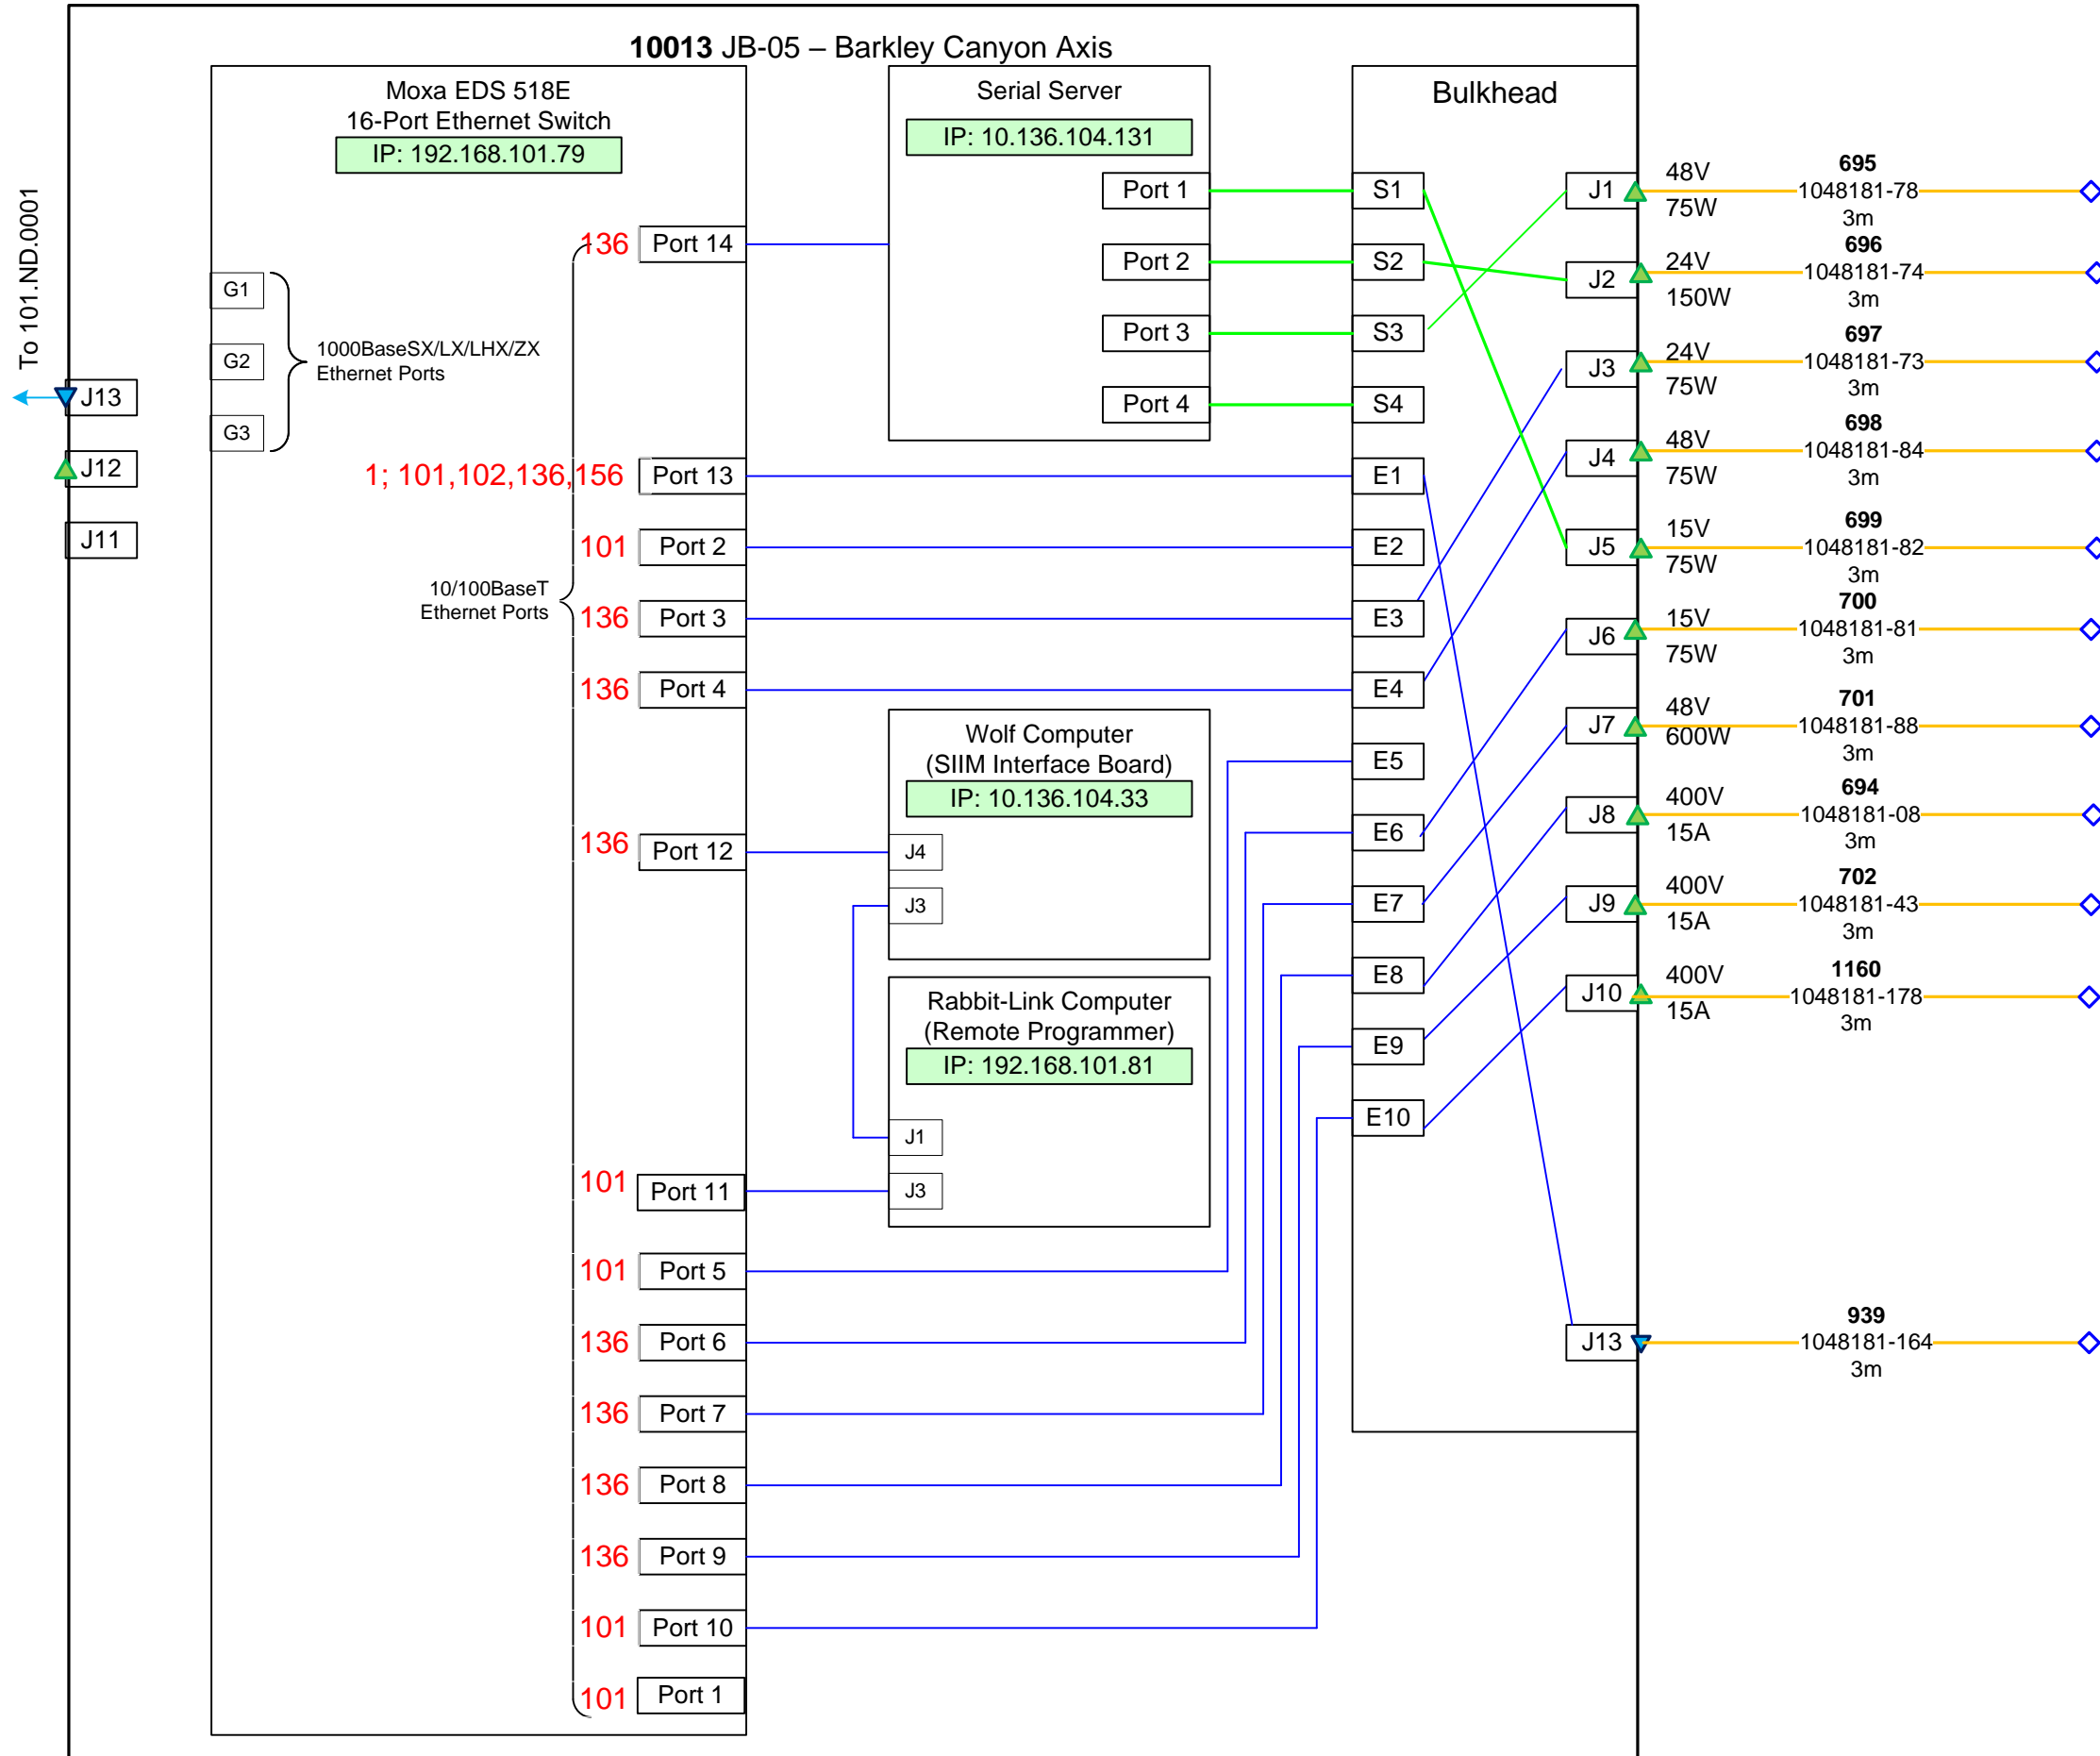 10013 JB-05 – Barkley Canyon Axis
To 101.ND.0001
J13
J12
J11
Moxa EDS 518E
16-Port Ethernet Switch
IP: 192.168.101.79
G1
G2
G3
1000BaseSX/LX/LHX/ZX
Ethernet Ports
10/100BaseT
Ethernet Ports
136 Port 14
1; 101,102,136,156 Port 13
101 Port 2
136 Port 3
136 Port 4
136 Port 12
101 Port 11
101 Port 5
136 Port 6
136 Port 7
136 Port 8
136 Port 9
101 Port 10
101 Port 1
Serial Server
IP: 10.136.104.131
Port 1
Port 2
Port 3
Port 4
Wolf Computer
(SIIM Interface Board)
IP: 10.136.104.33
J4
J3
Rabbit-Link Computer
(Remote Programmer)
IP: 192.168.101.81
J1
J3
Bulkhead
S1
S2
S3
S4
E1
E2
E3
E4
E5
E6
E7
E8
E9
E10
J1
J2
J3
J4
J5
J6
J7
J8
J9
J10
J13
48V
75W
695
1048181-78
3m
24V
150W
696
1048181-74
3m
24V
75W
697
1048181-73
3m
48V
75W
698
1048181-84
3m
15V
75W
699
1048181-82
3m
15V
75W
700
1048181-81
3m
48V
600W
701
1048181-88
3m
400V
15A
694
1048181-08
3m
400V
15A
702
1048181-43
3m
400V
15A
1160
1048181-178
3m
939
1048181-164
3m